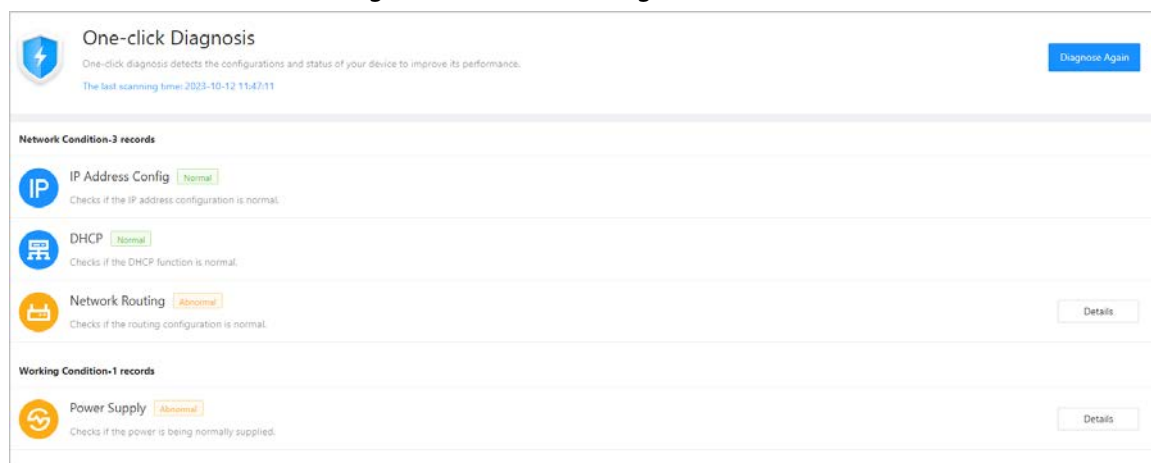 One-click Diagnosis
One-click diagnosis detects the configurations and status of your device to improve its performance.
The last scanning time: 2023-10-12 11:47:11
Diagnose Again
Network Condition-3 records
IP
IP Address Config Normal
Checks if the IP address configuration is normal.
DHCP Normal
Checks if the DHCP function is normal.
Network Routing Abnormal
Checks if the routing configuration is normal.
Details
Working Condition-1 records
Power Supply Abnormal
Checks if the power is being normally supplied.
Details